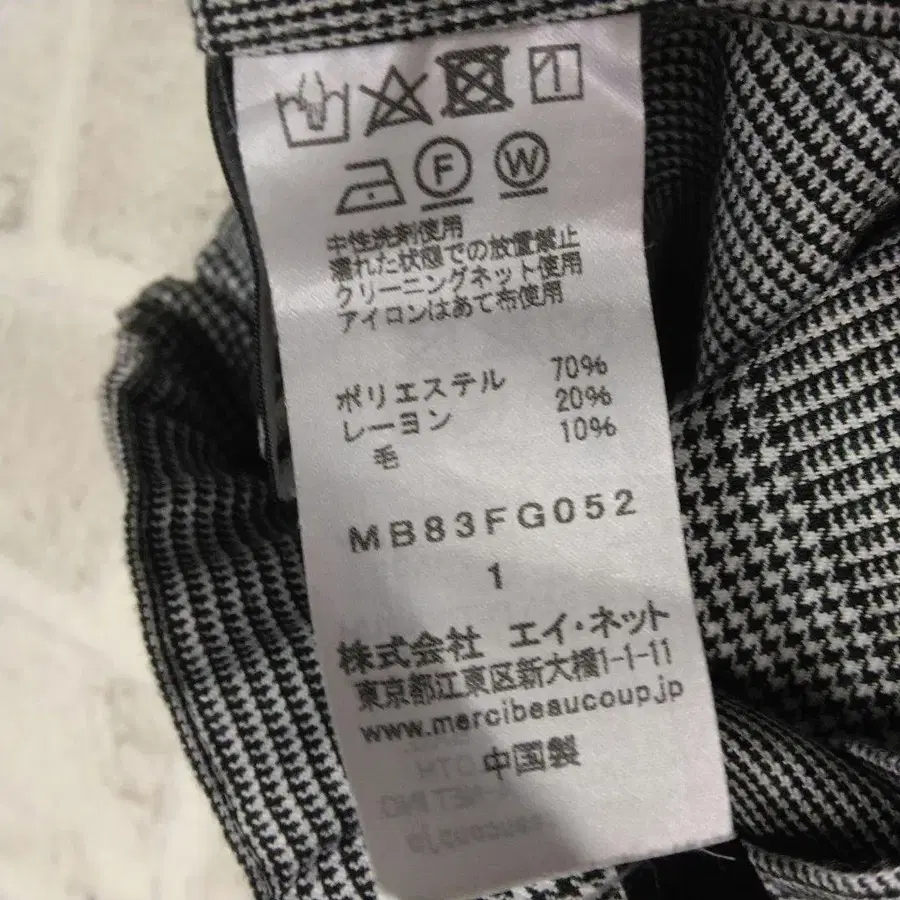 F W
中性洗剤使用
濡れた状態での放置禁止
クリーニングネット使用
アイロンはあて布使用
ポリエステル 70%
レーヨン 20%
毛 10%
MB83FG052
1
株式会社 エイ・ネット
東京都江東区新大橋1-1-11
www.mercibeaucoup.jp
中国製